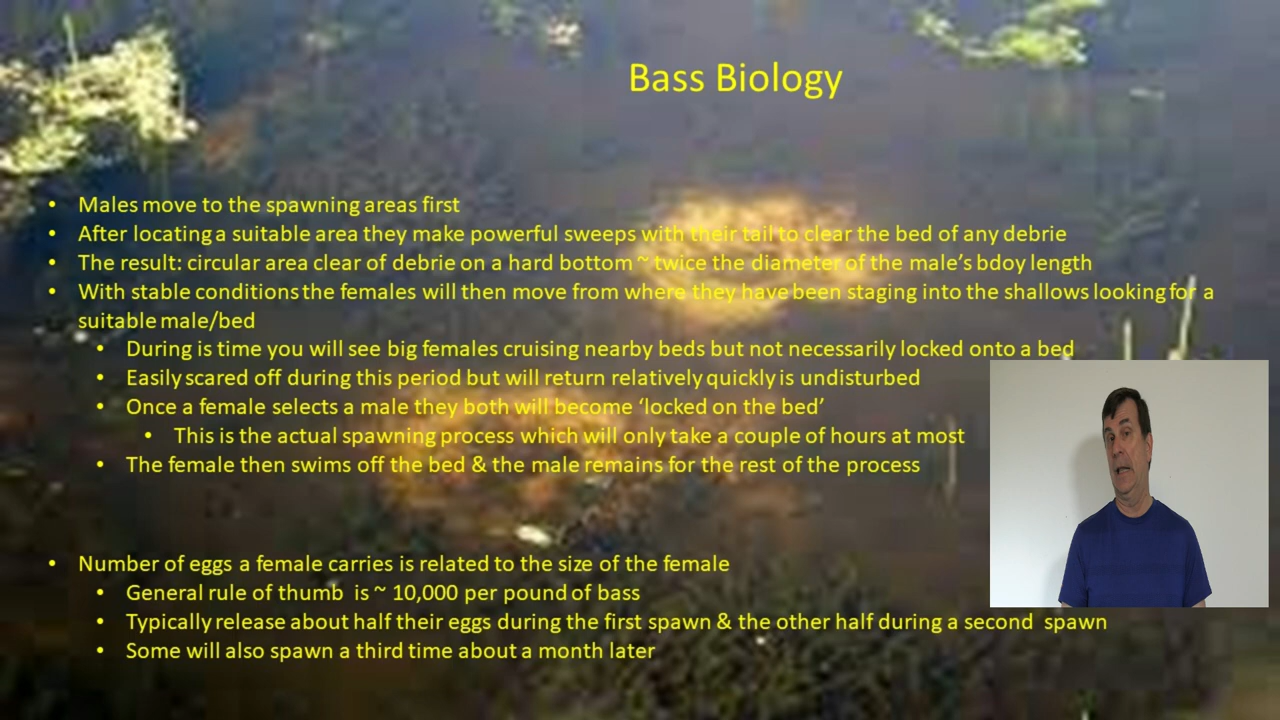 Bass Biology
• Males move to the spawning areas first
• After locating a suitable area they make powerful sweeps with their tail to clear the bed of any debrie
• The result: circular area clear of debrie on a hard bottom ~ twice the diameter of the male's bdoy length
• With stable conditions the females will then move from where they have been staging into the shallows looking for a
suitable male/bed
• During is time you will see big females cruising nearby beds but not necessarily locked onto a bed
• Easily scared off during this period but will return relatively quickly is undisturbed
• Once a female selects a male they both will become 'locked on the bed'
• This is the actual spawning process which will only take a couple of hours at most
• The female then swims off the bed & the male remains for the rest of the process
• Number of eggs a female carries is related to the size of the female
• General rule of thumb is ~ 10,000 per pound of bass
• Typically release about half their eggs during the first spawn & the other half during a second spawn
• Some will also spawn a third time about a month later